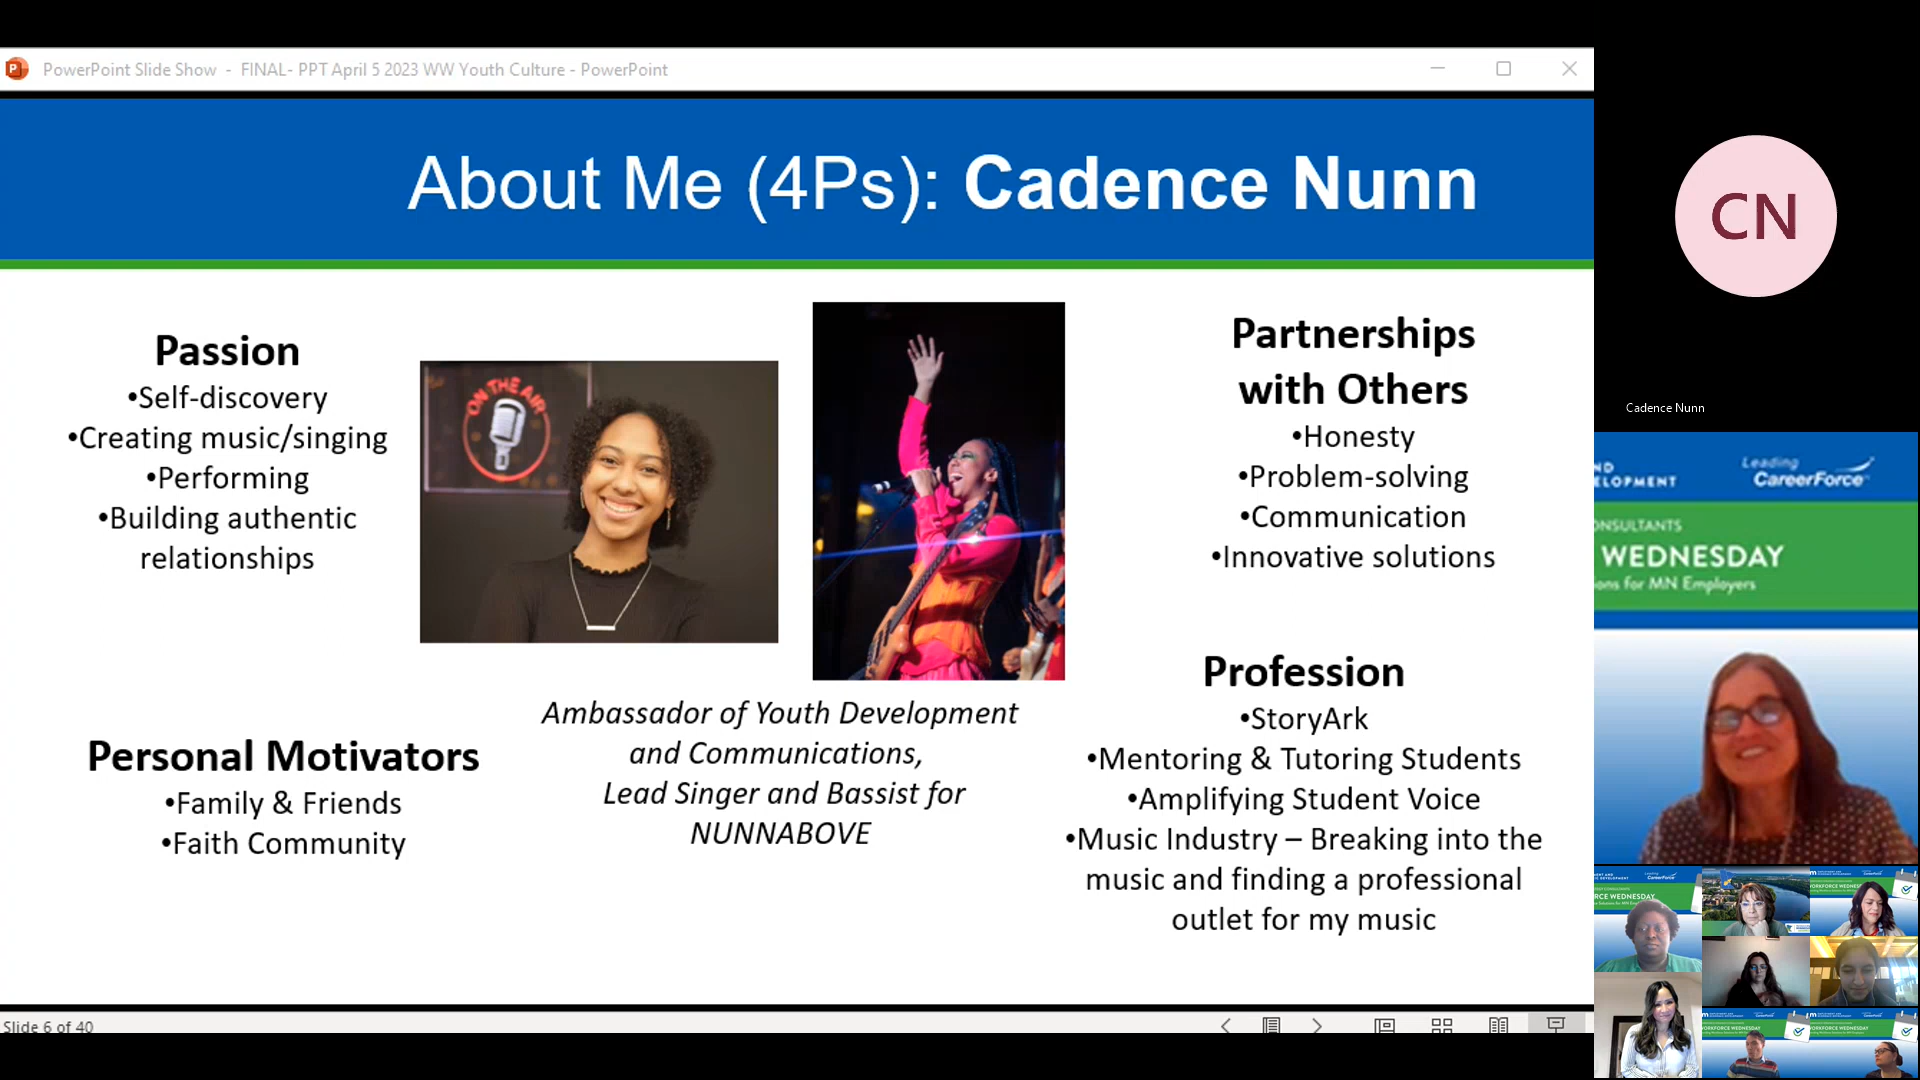 PowerPoint Slide Show - FINAL- PPT April 5 2023 WW Youth Culture - PowerPoint
About Me (4Ps): Cadence Nunn
Passion
•Self-discovery
•Creating music/singing
•Performing
•Building authentic
relationships
ON THE AIR
Personal Motivators
•Family & Friends
•Faith Community
Ambassador of Youth Development
and Communications,
Lead Singer and Bassist for
NUNNABOVE
Partnerships
with Others
•Honesty
•Problem-solving
•Communication
•Innovative solutions
Profession
•StoryArk
•Mentoring & Tutoring Students
•Amplifying Student Voice
•Music Industry – Breaking into the
music and finding a professional
outlet for my music
Slide 6 of 40
CN
Cadence Nunn
Leading
CareerForce
WEDNESDAY
for MN Employers